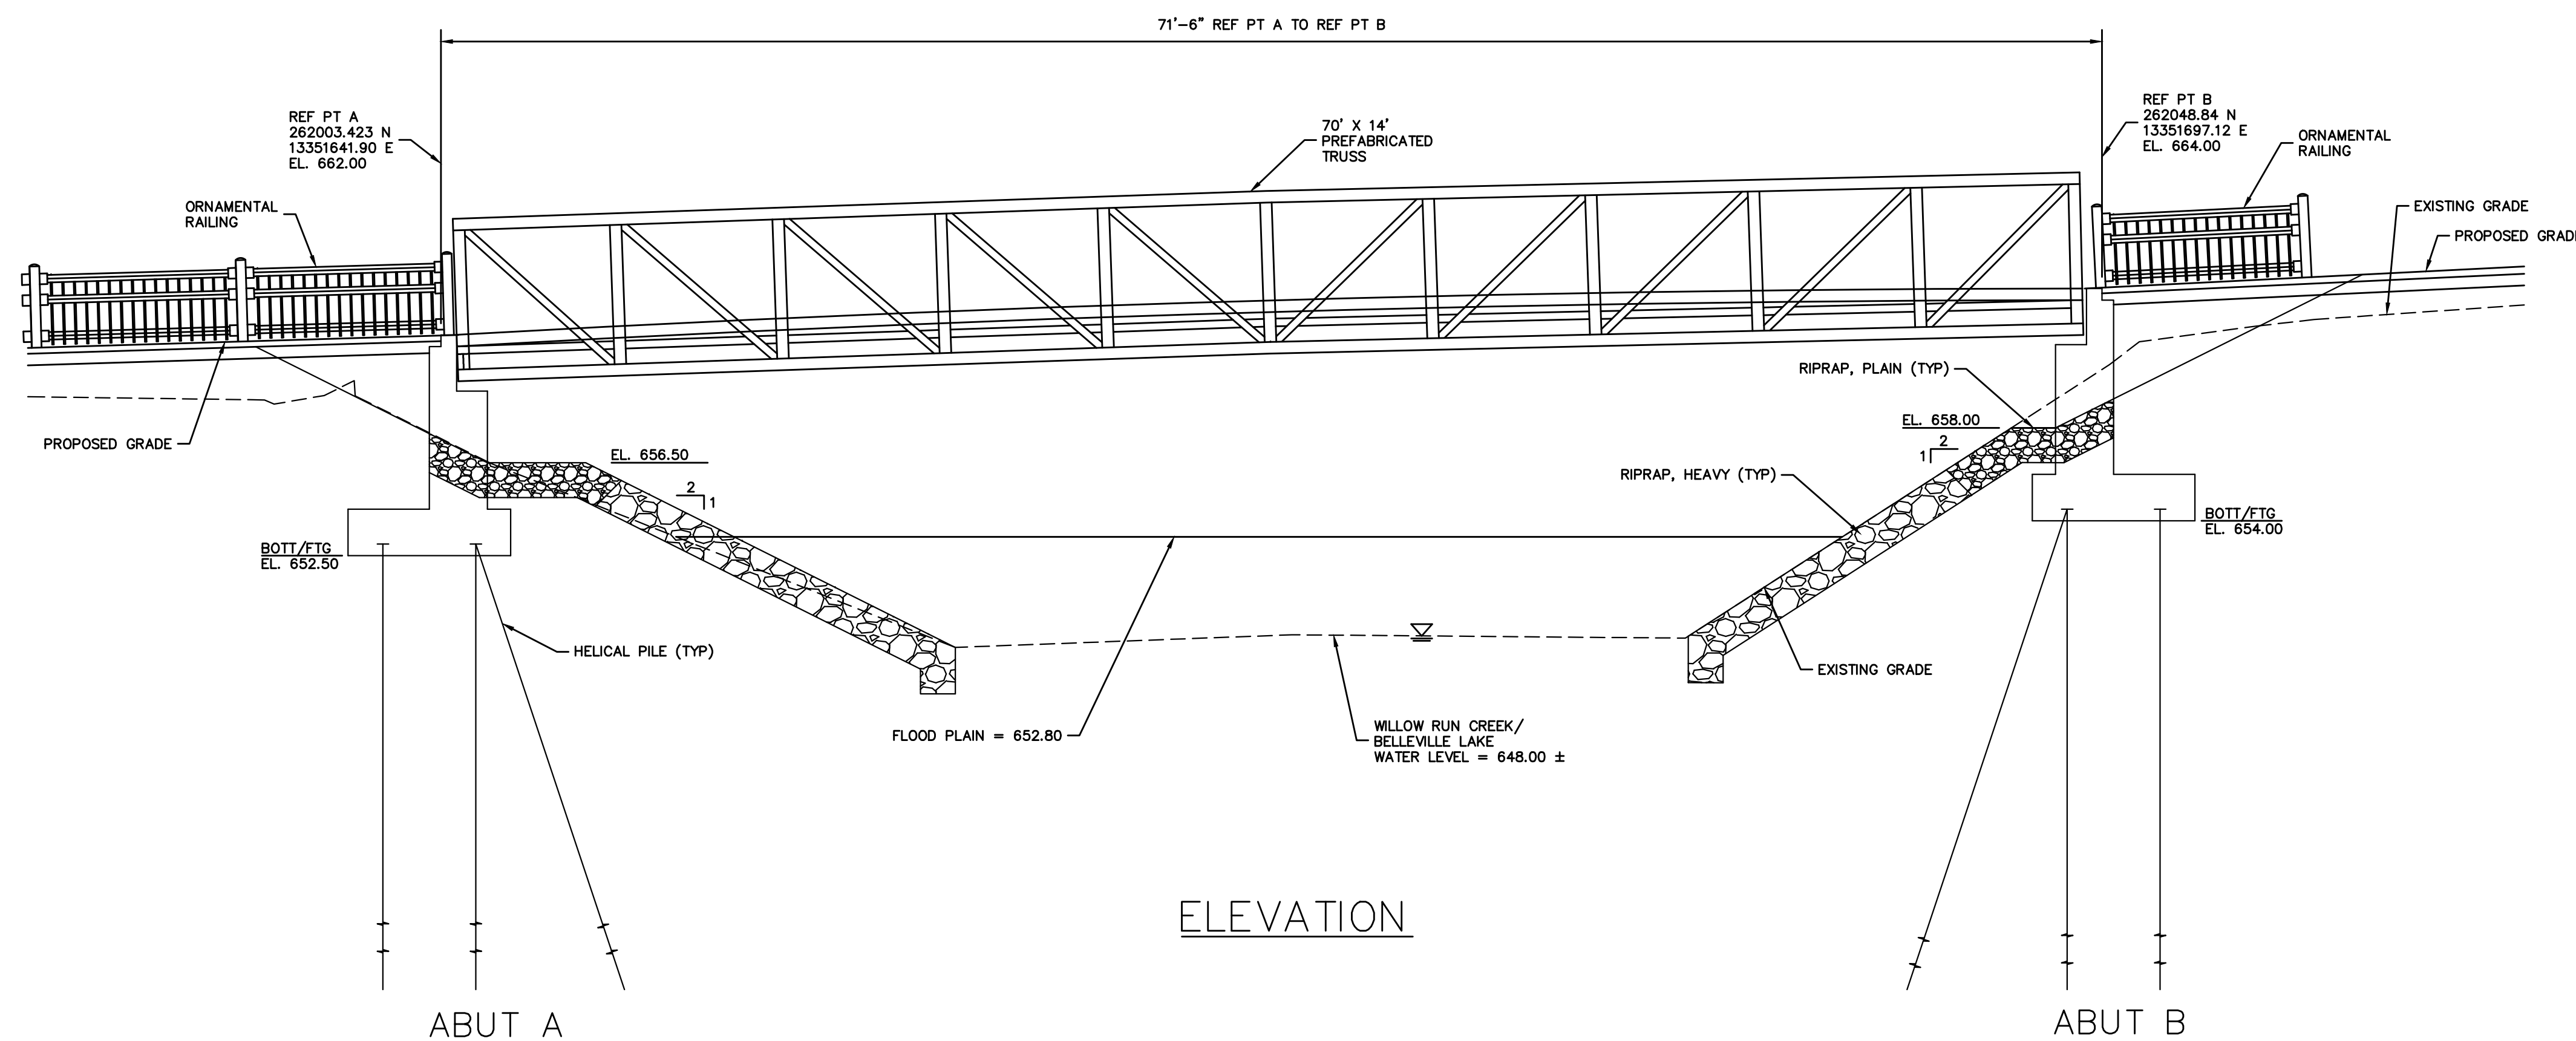 71'-6" REF PT A TO REF PT B
REF PT A
262003.423 N
13351641.90 E
EL. 662.00
70' X 14'
PREFABRICATED
TRUSS
REF PT B
262048.84 N
13351697.12 E
EL. 664.00
ORNAMENTAL
RAILING
ORNAMENTAL
RAILING
EXISTING GRADE
PROPOSED GRADE
PROPOSED GRADE
RIPRAP, PLAIN (TYP)
EL. 658.00
2
1
EL. 656.50
2
1
RIPRAP, HEAVY (TYP)
BOTT/FTG
EL. 652.50
BOTT/FTG
EL. 654.00
HELICAL PILE (TYP)
EXISTING GRADE
FLOOD PLAIN = 652.80
WILLOW RUN CREEK/
BELLEVILLE LAKE
WATER LEVEL = 648.00 ±
ELEVATION
ABUT A
ABUT B